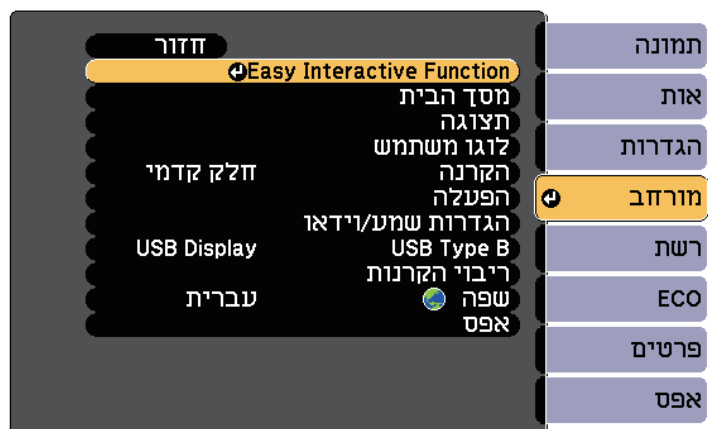 חזור
Easy Interactive Function
מסך הבית
תצוגה
לוגו משתמש
הקרנה חלק קדמי
הפעלה
הגדרות שמע/וידאו
USB Type B USB Display
ריבוי הקרנות
שפה עברית
אפס
תמונה
אות
הגדרות
מורחב
רשת
ECO
פרטים
אפס